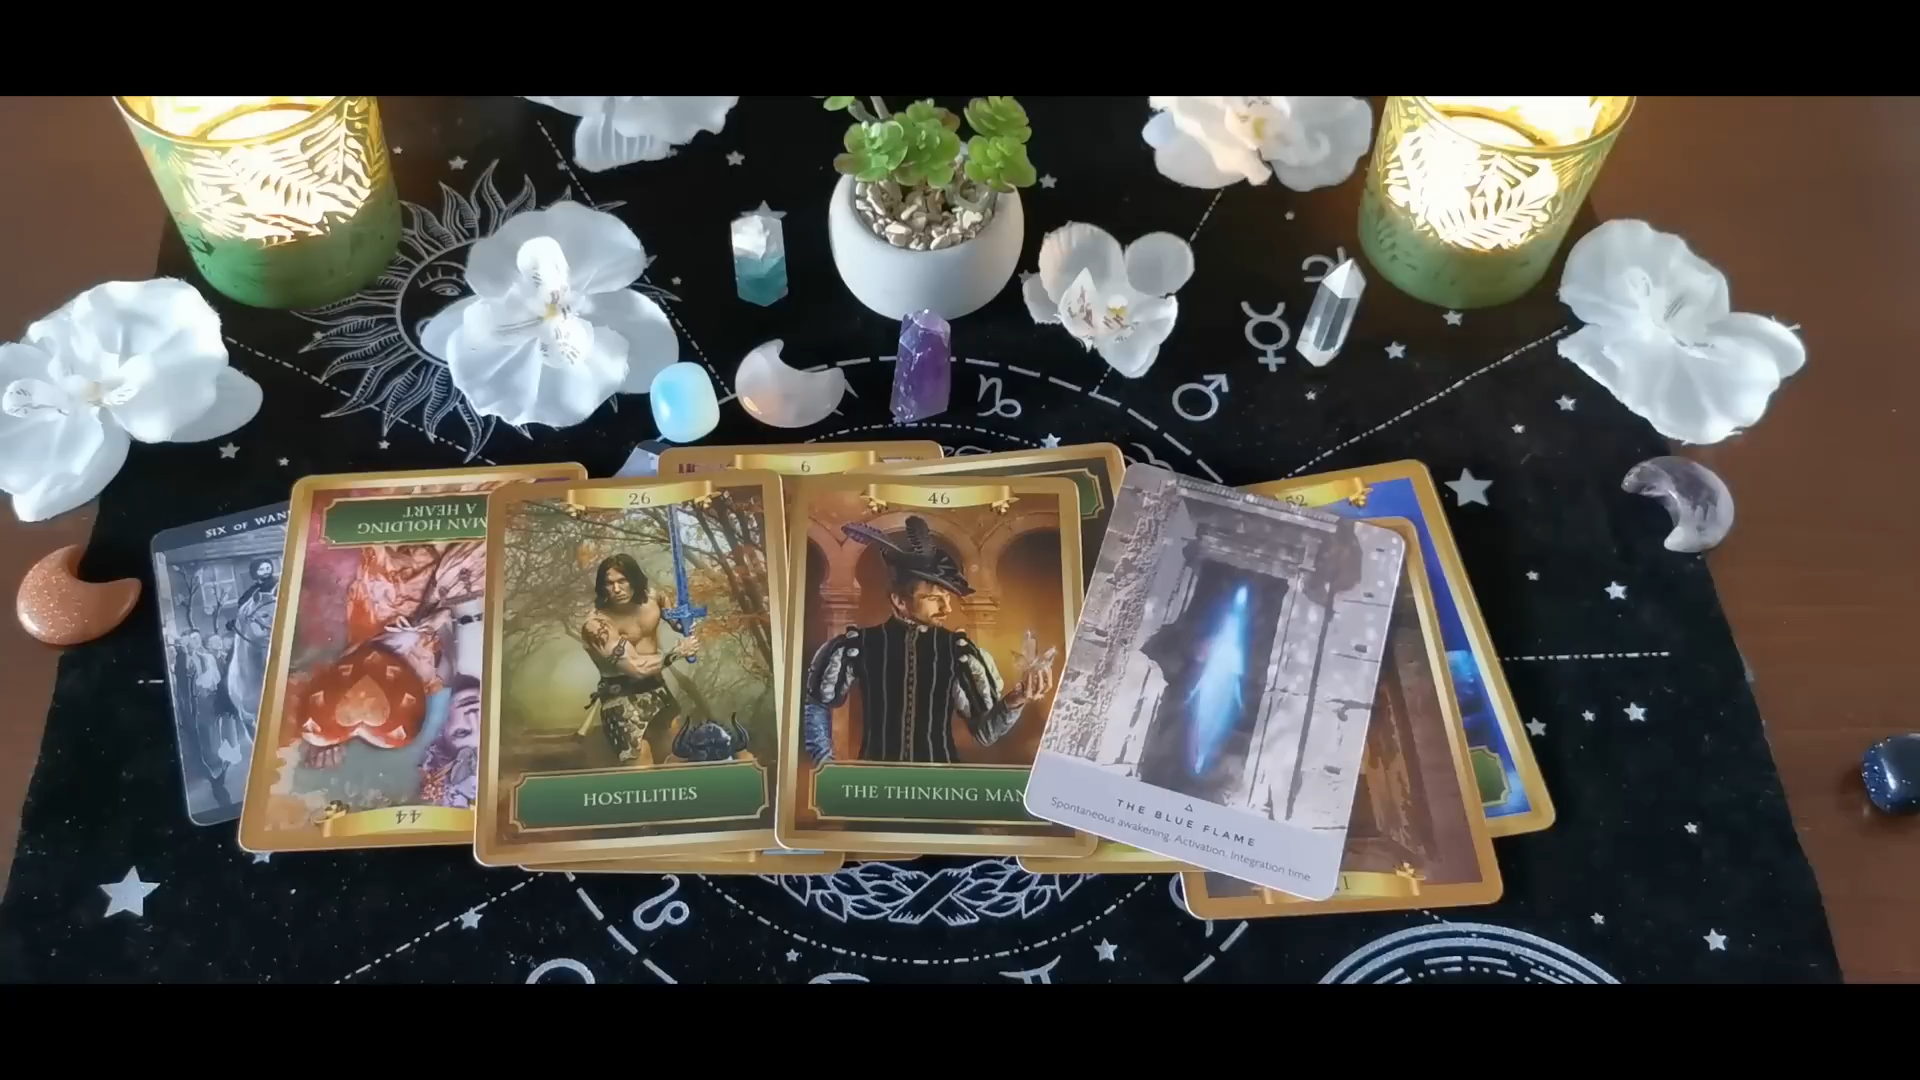 SIX OF WAN
MAN HOLDING
A HEART
44
26
HOSTILITIES
6
46
THE THINKING MAN
52
THE BLUE FLAME
Spontaneous awakening. Activation. Integration time